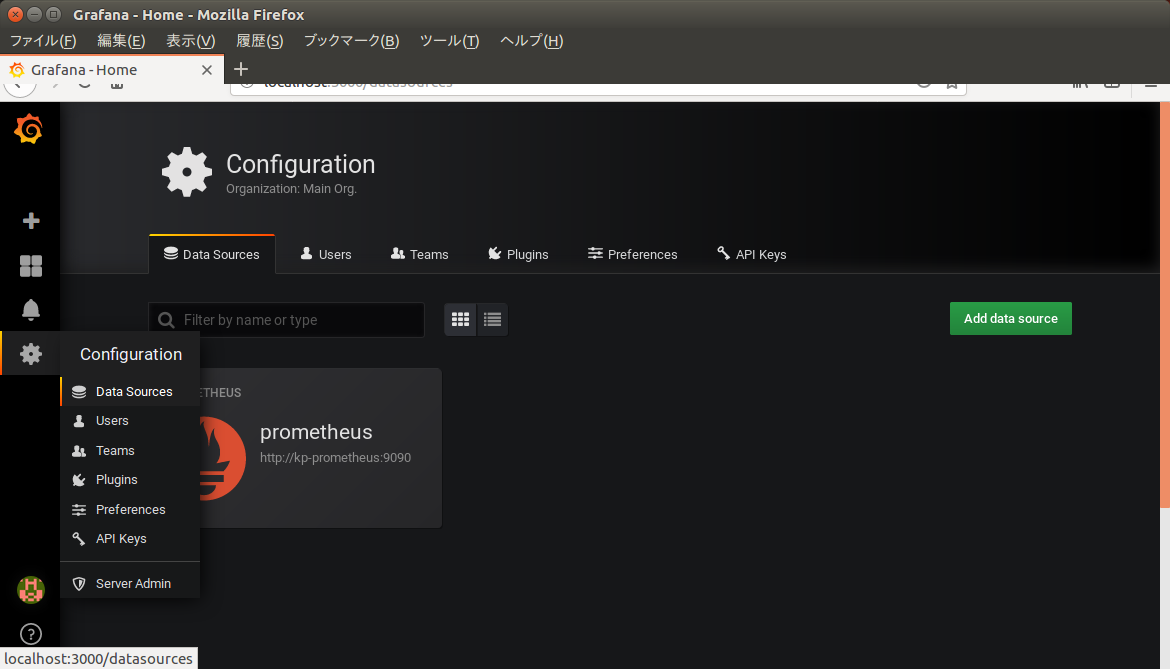 Grafana - Home - Mozilla Firefox
ファイル(F) 編集(E) 表示(V) 履歴(S) ブックマーク(B) ツール(T) ヘルプ(H)
Grafana - Home
localhost:3000/datasources
Configuration
Organization: Main Org.
Data Sources Users Teams Plugins Preferences API Keys
Filter by name or type
Add data source
Configuration
Data Sources
Users
Teams
Plugins
Preferences
API Keys
Server Admin
ETHEUS
prometheus
http://kp-prometheus:9090
localhost:3000/datasources